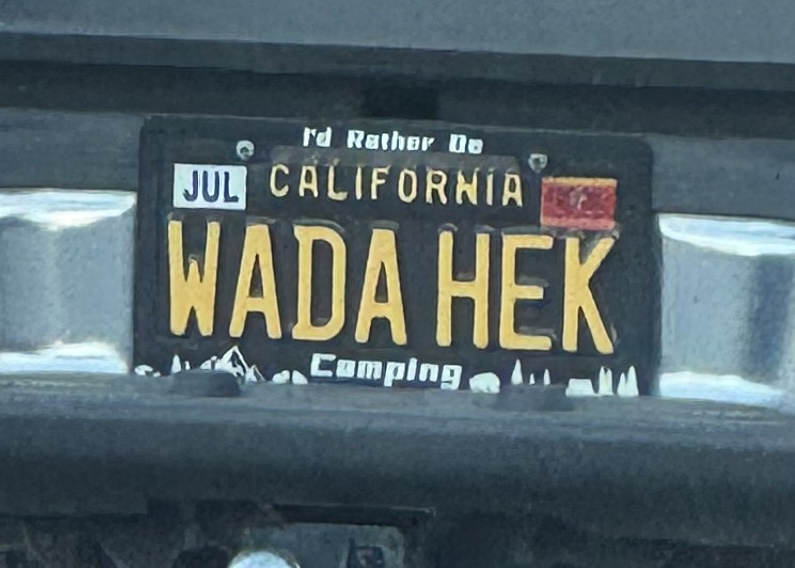 I'd Rather Be
JUL CALIFORNIA
WADA HEK
Camping